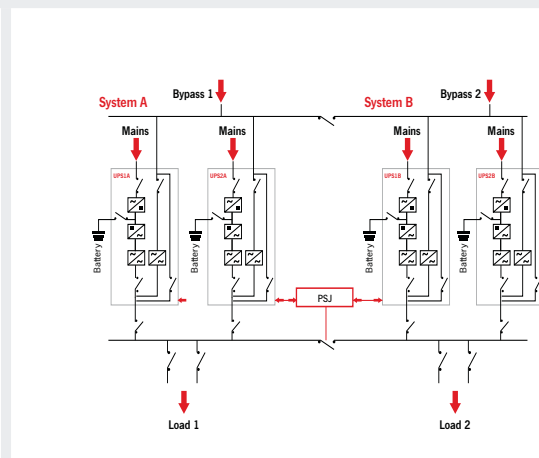 Bypass 1
Bypass 2
System A
System B
Mains
Mains
Mains
Mains
UPS1A
UPS2A
UPS1B
UPS2B
Battery
Battery
Battery
Battery
PSJ
Load 1
Load 2